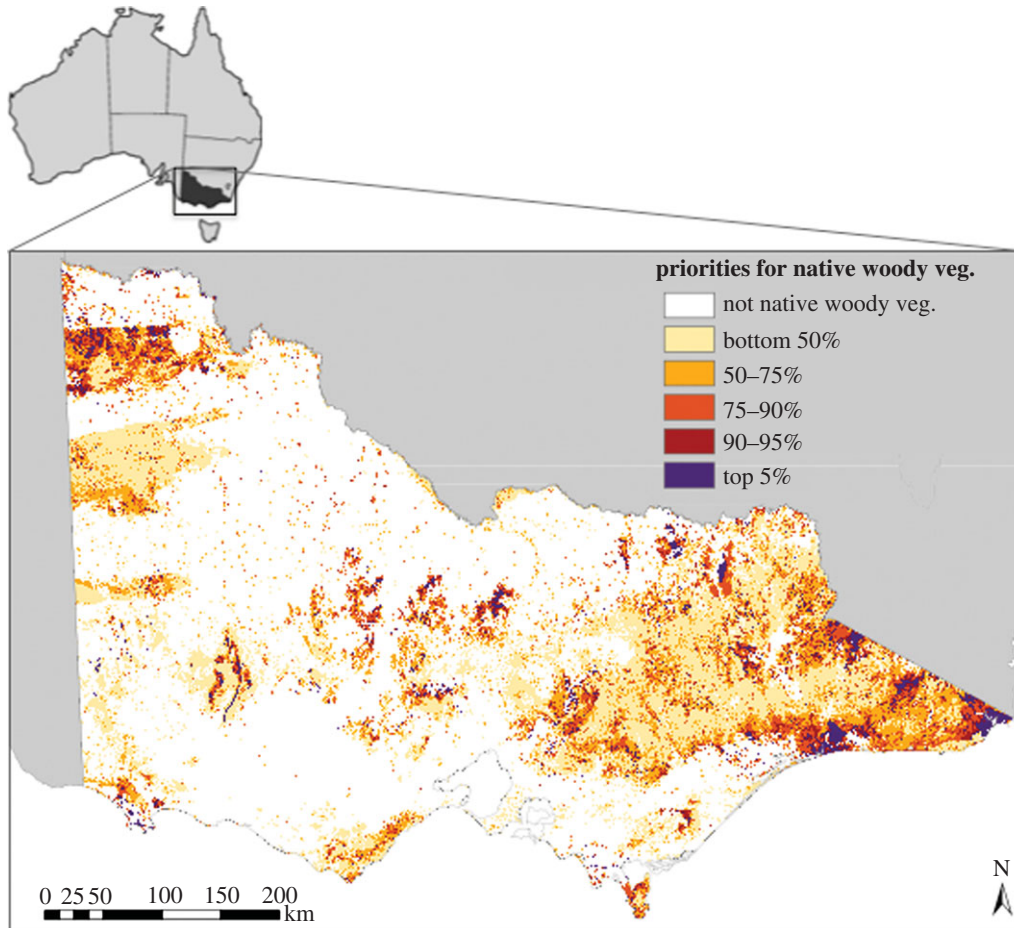 priorities for native woody veg.
not native woody veg.
bottom 50%
50–75%
75–90%
90–95%
top 5%
0 25 50 100 150 200
km
N